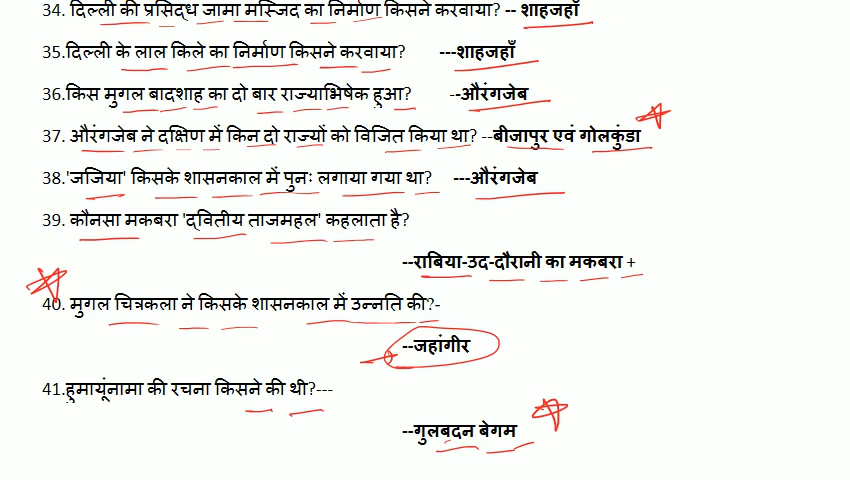 34. दिल्ली की प्रसिद्ध जामा मस्जिद का निर्माण किसने करवाया? -- शाहजहाँ
35.दिल्ली के लाल किले का निर्माण किसने करवाया? ---शाहजहाँ
36.किस मुगल बादशाह का दो बार राज्याभिषेक हुआ? --औरंगजेब
37. औरंगजेब ने दक्षिण में किन दो राज्यों को विजित किया था? --बीजापुर एवं गोलकुंडा
38.'जजिया' किसके शासनकाल में पुनः लगाया गया था? ---औरंगजेब
39. कौनसा मकबरा 'द्वितीय ताजमहल' कहलाता है?
--राबिया-उद-दौरानी का मकबरा +
40. मुगल चित्रकला ने किसके शासनकाल में उन्नति की?-
--जहांगीर
41.हुमायूंनामा की रचना किसने की थी?---
--गुलबदन बेगम